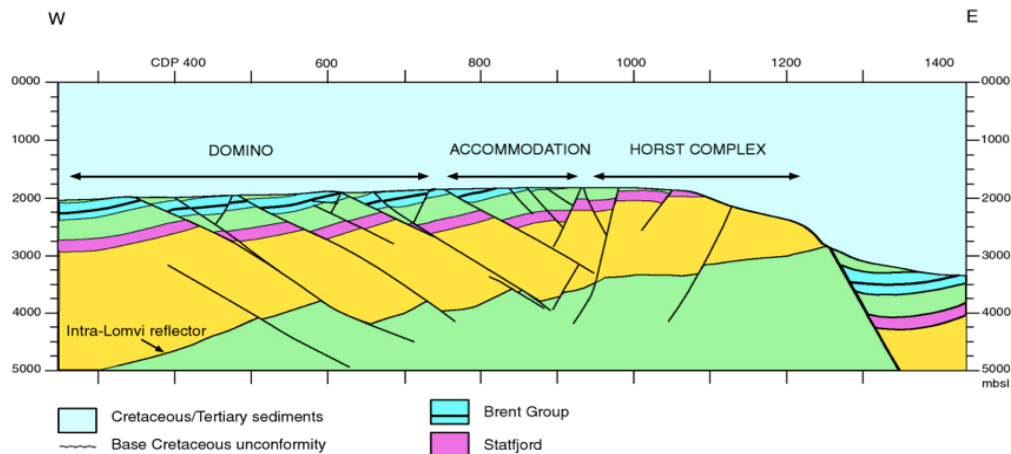 W E
CDP 400 600 800 1000 1200 1400
0000 0000
1000 1000
DOMINO ACCOMMODATION HORST COMPLEX
2000 2000
3000 3000
4000 4000
Intra-Lomvi reflector
5000 5000
mbsl
Cretaceous/Tertiary sediments Brent Group
Base Cretaceous unconformity Statfjord